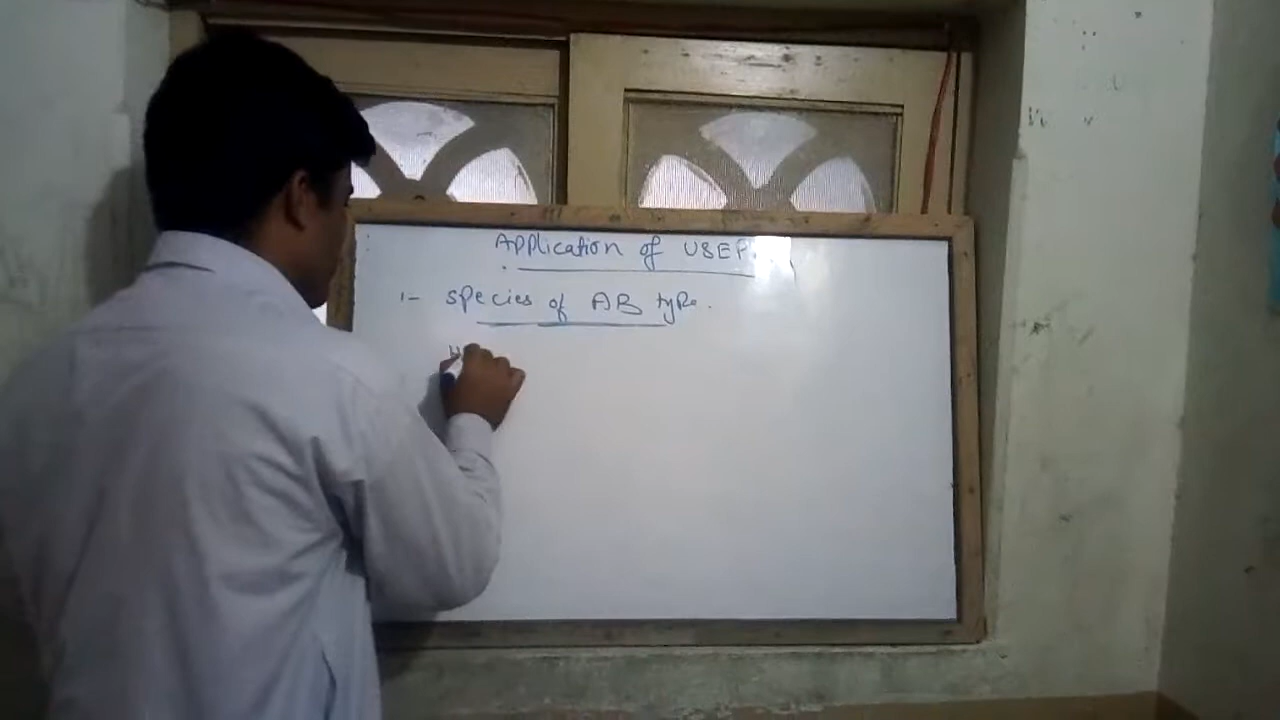 Application of VSEPR
1- species of AB type.
H